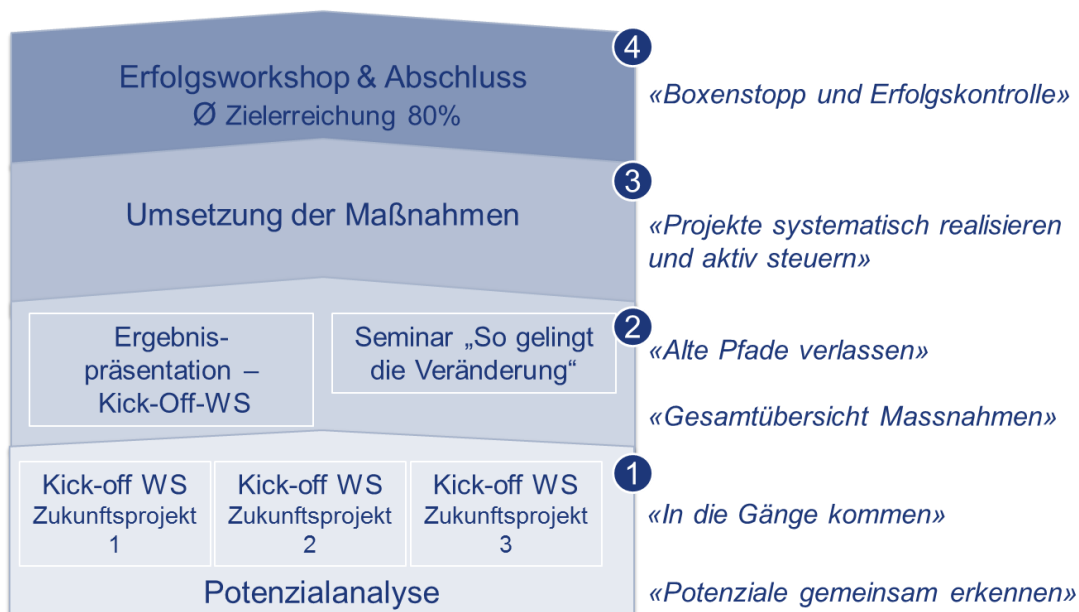 4
Erfolgsworkshop & Abschluss
Ø Zielerreichung 80%
«Boxenstopp und Erfolgskontrolle»
3
Umsetzung der Maßnahmen
«Projekte systematisch realisieren
und aktiv steuern»
2
Ergebnis-
präsentation –
Kick-Off-WS
Seminar „So gelingt
die Veränderung“
«Alte Pfade verlassen»
«Gesamtübersicht Massnahmen»
1
Kick-off WS
Zukunftsprojekt
1
Kick-off WS
Zukunftsprojekt
2
Kick-off WS
Zukunftsprojekt
3
«In die Gänge kommen»
Potenzialanalyse
«Potenziale gemeinsam erkennen»